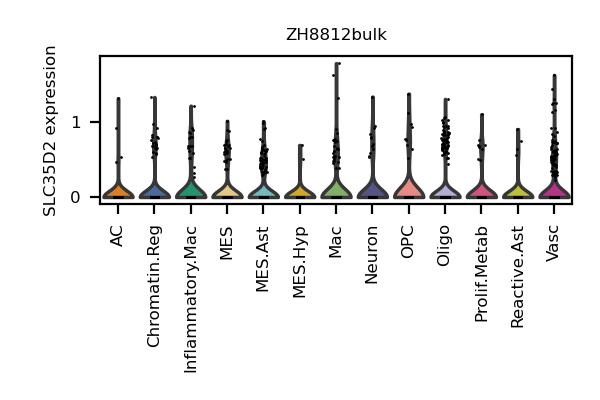 ZH8812bulk
SLC35D2 expression
1
0
AC
Chromatin.Reg
Inflammatory.Mac
MES
MES.Ast
MES.Hyp
Mac
Neuron
OPC
Oligo
Prolif.Metab
Reactive.Ast
Vasc